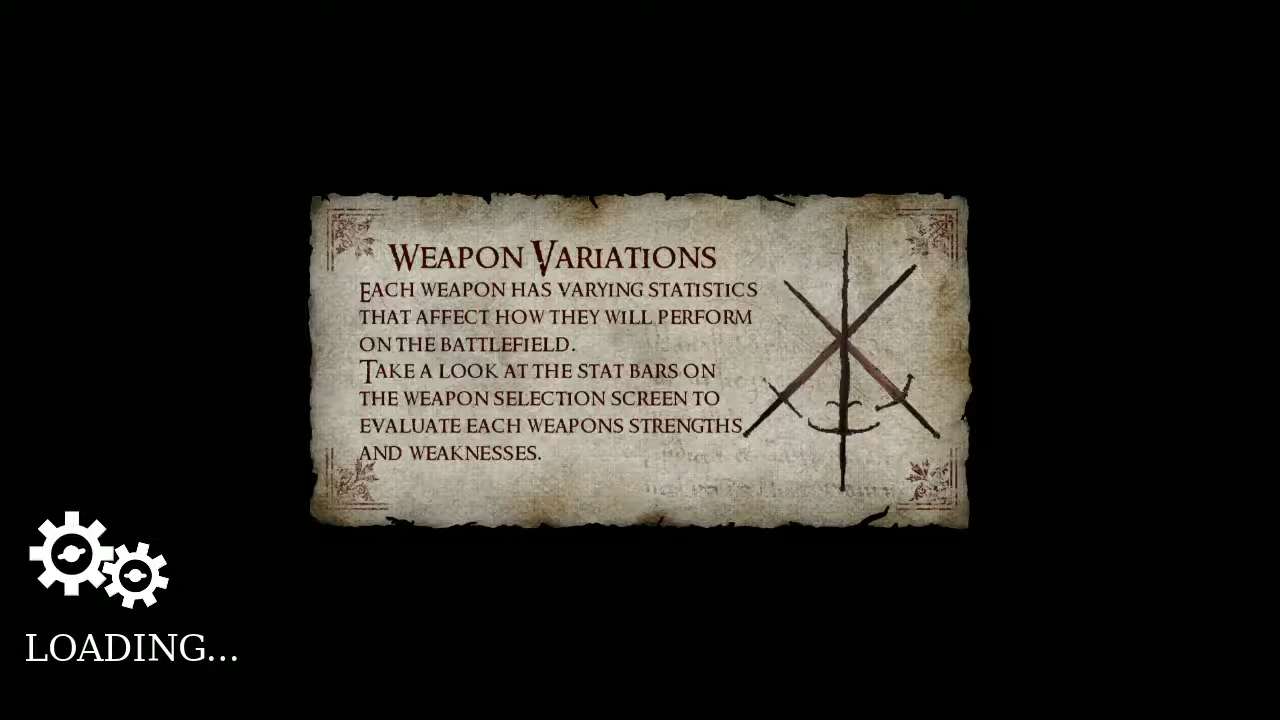 WEAPON VARIATIONS
EACH WEAPON HAS VARYING STATISTICS
THAT AFFECT HOW THEY WILL PERFORM
ON THE BATTLEFIELD.
TAKE A LOOK AT THE STAT BARS ON
THE WEAPON SELECTION SCREEN TO
EVALUATE EACH WEAPONS STRENGTHS
AND WEAKNESSES.
LOADING...